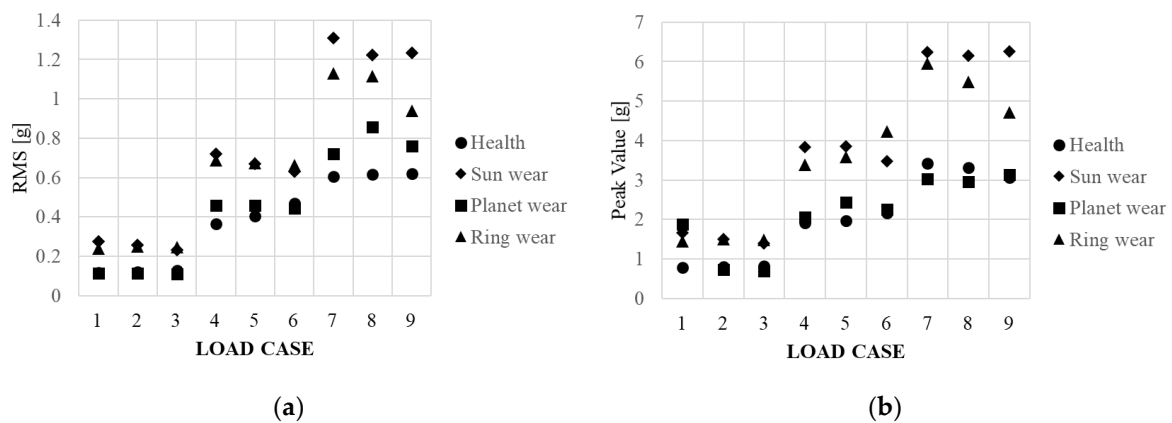 1.4
1.2
1
0.8
0.6
0.4
0.2
0
RMS [g]
1 2 3 4 5 6 7 8 9
LOAD CASE
Health
Sun wear
Planet wear
Ring wear
(a)
7
6
5
4
3
2
1
0
Peak Value [g]
1 2 3 4 5 6 7 8 9
LOAD CASE
Health
Sun wear
Planet wear
Ring wear
(b)